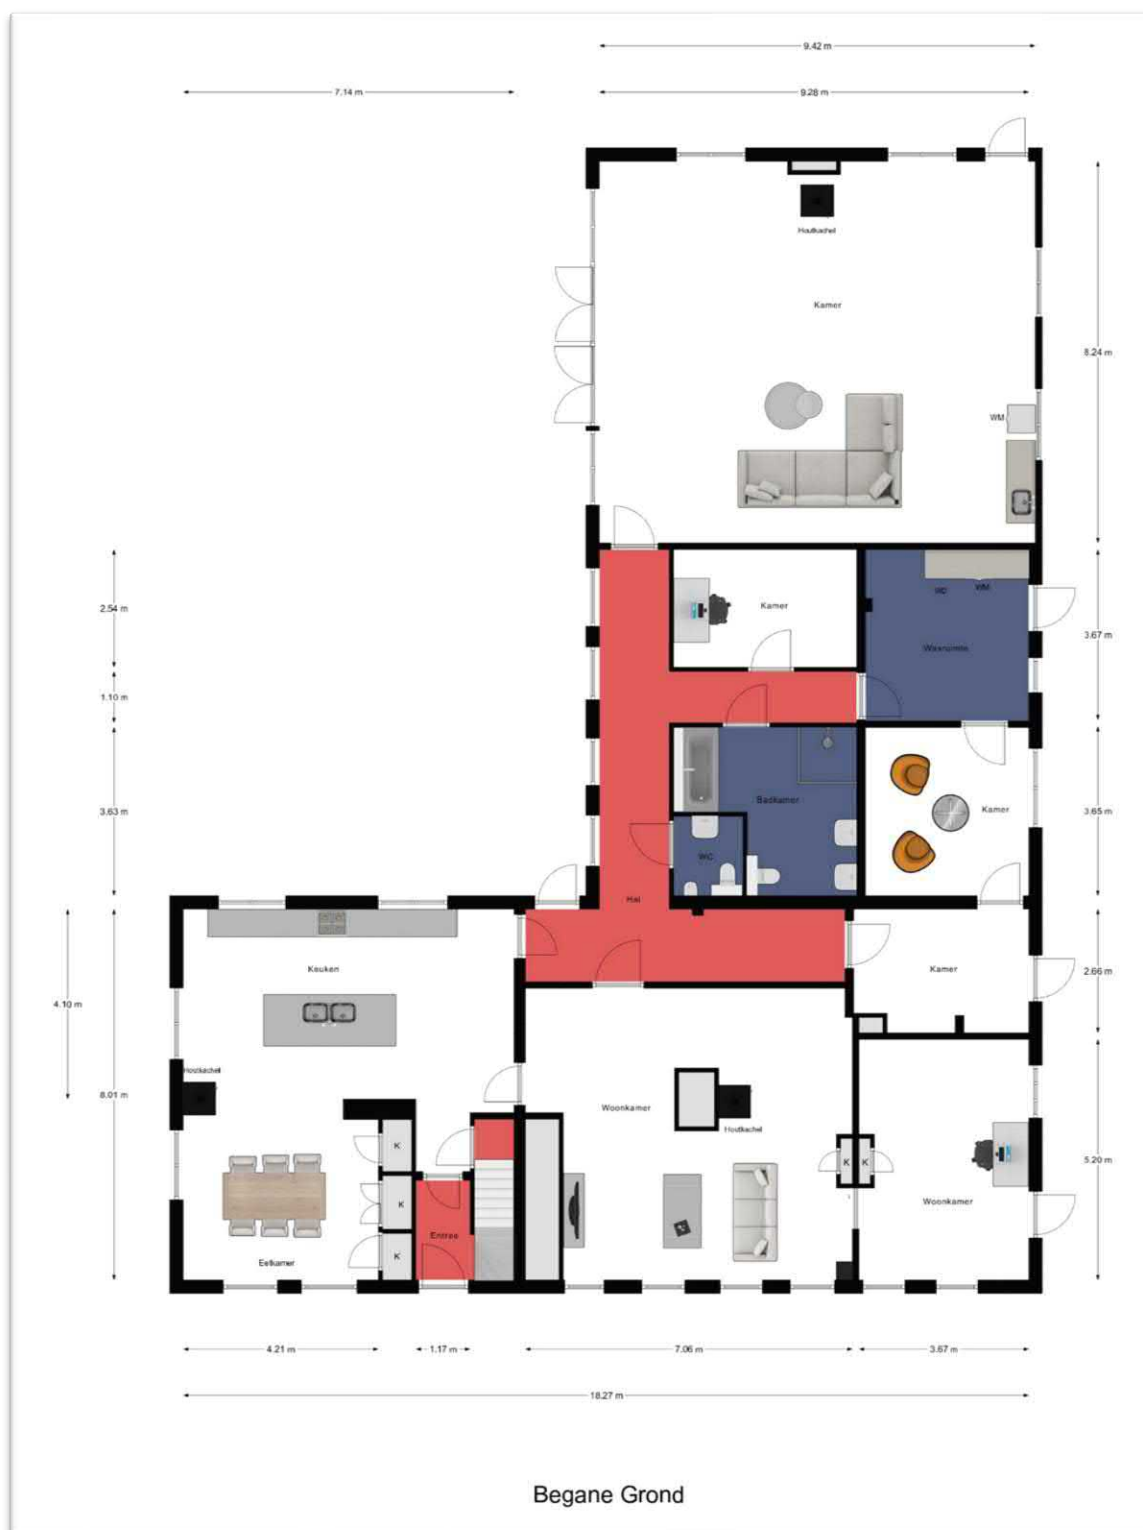 9.42 m
7.14 m
9.28 m
Houtkachel
Kamer
8.24 m
WM
2.54 m
Kamer
WD
WM
3.67 m
Wasruimte
1.10 m
3.63 m
Badkamer
Kamer
3.65 m
WC
Hal
Keuken
Kamer
2.66 m
4.10 m
Houtkachel
8.01 m
Woonkamer
Houtkachel
K
K
K
5.20 m
K
Woonkamer
Entree
K
Eetkamer
4.21 m
1.17 m
7.06 m
3.67 m
18.27 m
Begane Grond